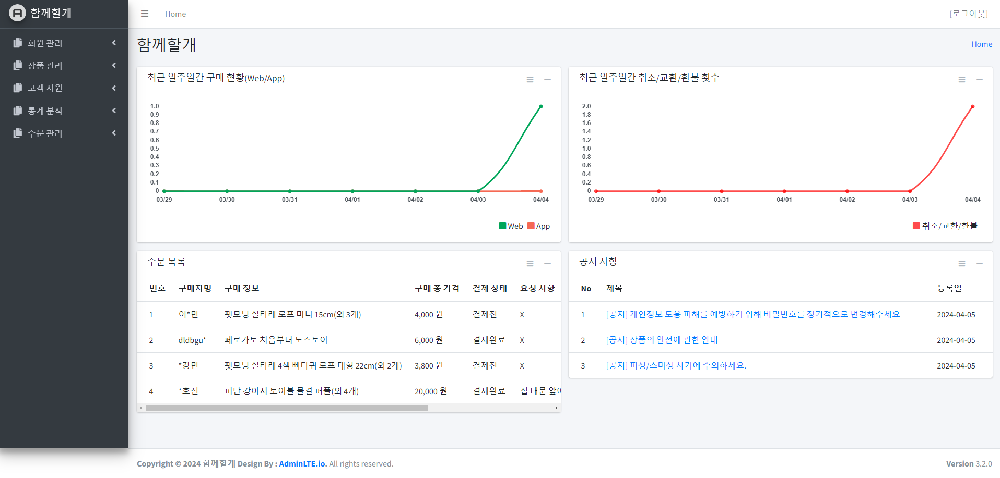 함께할개
Home
[로그아웃]
회원 관리
상품 관리
고객 지원
통계 분석
주문 관리
함께할개
Home
최근 일주일간 구매 현황(Web/App)
1.0
0.9
0.8
0.7
0.6
0.5
0.4
0.3
0.2
0.1
0
03/29 03/30 03/31 04/01 04/02 04/03 04/04
Web App
최근 일주일간 취소/교환/환불 횟수
2.0
1.8
1.6
1.4
1.2
1.0
0.8
0.6
0.4
0.2
0
03/29 03/30 03/31 04/01 04/02 04/03 04/04
취소/교환/환불
주문 목록
번호 구매자명 구매 정보 구매 총 가격 결제 상태 요청 사항
1 이*민 펫모닝 실타래 로프 미니 15cm(외 3개) 4,000 원 결제전 X
2 dldbgu* 페로가토 처음부터 노즈토이 6,000 원 결제완료 X
3 *강민 펫모닝 실타래 4색 뼈다귀 로프 대형 22cm(외 2개) 3,800 원 결제전 X
4 *호진 피단 강아지 토이볼 물결 퍼플(외 4개) 20,000 원 결제완료 집 대문
공지 사항
No 제목 등록일
1 [공지] 개인정보 도용 피해를 예방하기 위해 비밀번호를 정기적으로 변경해주세요 2024-04-05
2 [공지] 상품의 안전에 관한 안내 2024-04-05
3 [공지] 피싱/스미싱 사기에 주의하세요. 2024-04-05
Copyright © 2024 함께할개 Design By : AdminLTE.io. All rights reserved.
Version 3.2.0